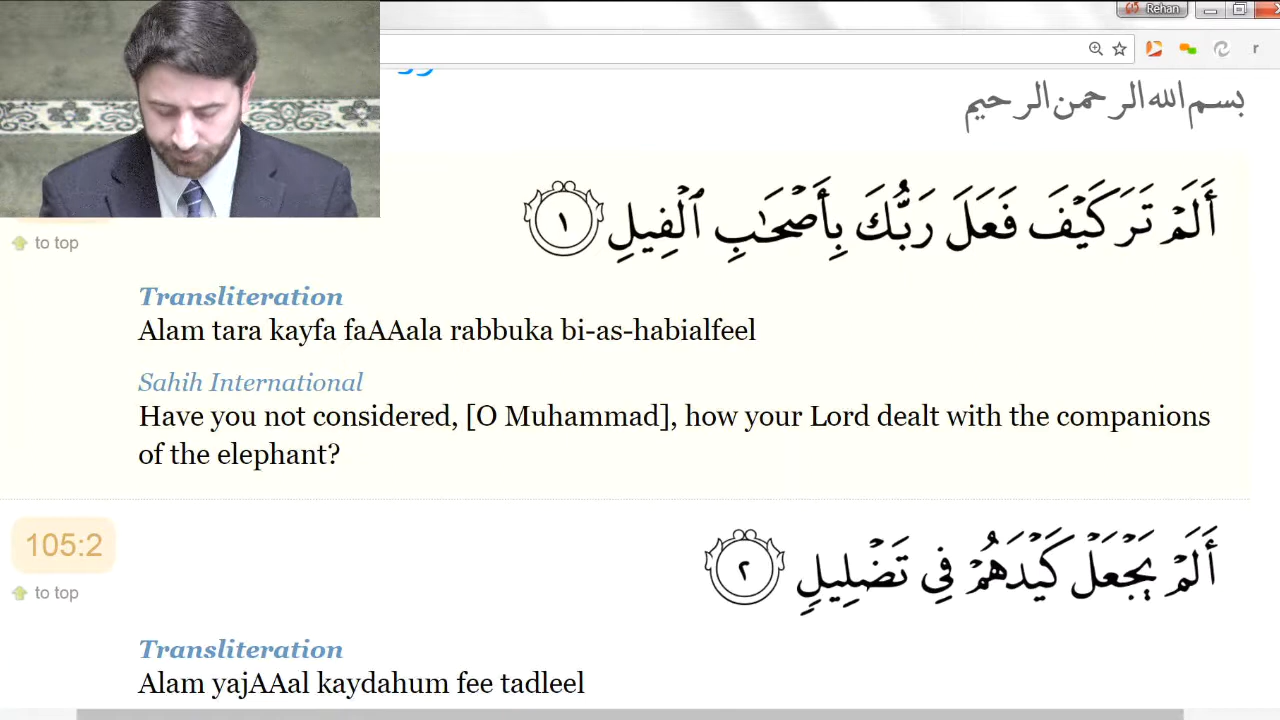 Rehan
r
بسم الله الرحمن الرحيم
أَلَمْ تَرَ كَيْفَ فَعَلَ رَبُّكَ بِأَصْحَٰبِ ٱلْفِيلِ ١
to top
Transliteration
Alam tara kayfa faAAala rabbuka bi-as-habialfeel
Sahih International
Have you not considered, [O Muhammad], how your Lord dealt with the companions
of the elephant?
105:2
أَلَمْ يَجْعَلْ كَيْدَهُمْ فِى تَضْلِيلٍ ٢
to top
Transliteration
Alam yajAAal kaydahum fee tadleel